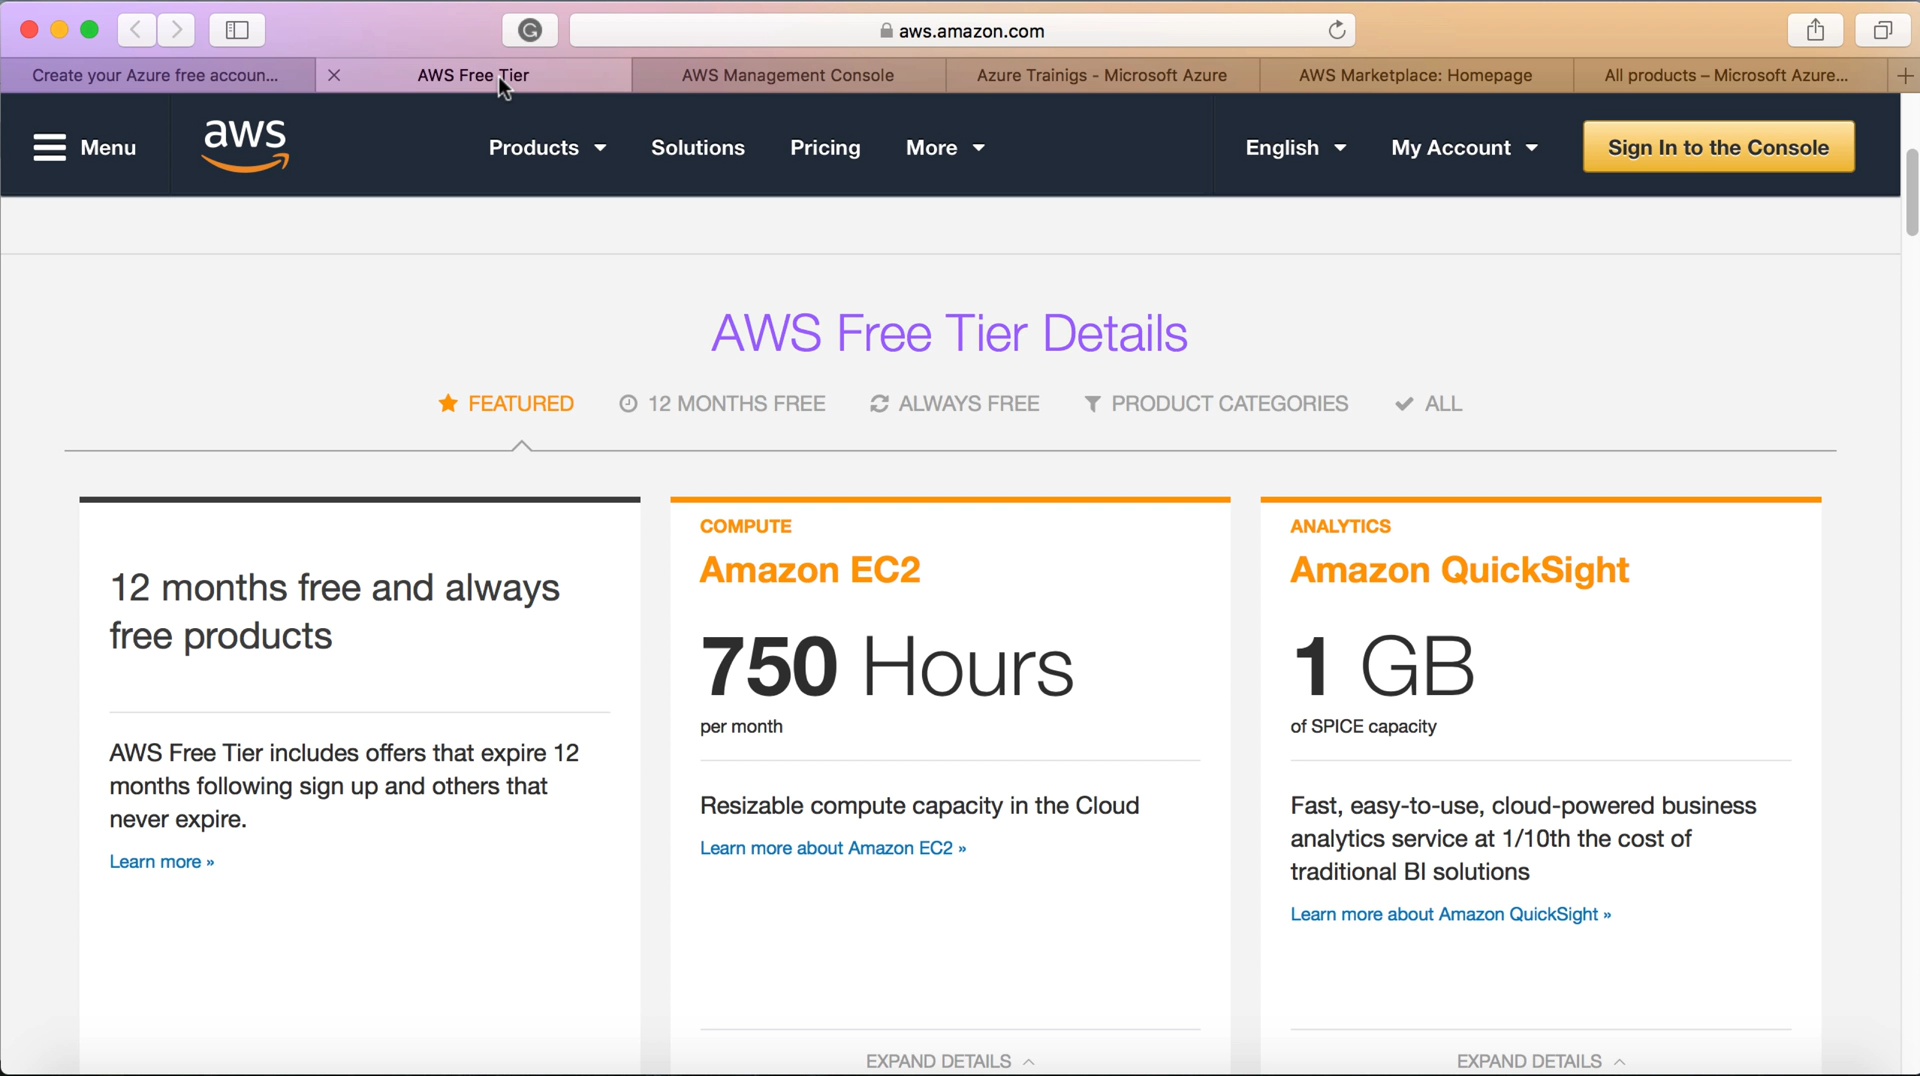 aws.amazon.com
Create your Azure free accoun...
AWS Free Tier
AWS Management Console
Azure Trainigs - Microsoft Azure
AWS Marketplace: Homepage
All products – Microsoft Azure...
Menu
aws
Products
Solutions
Pricing
More
English
My Account
Sign In to the Console
AWS Free Tier Details
FEATURED
12 MONTHS FREE
ALWAYS FREE
PRODUCT CATEGORIES
ALL
12 months free and always
free products
AWS Free Tier includes offers that expire 12
months following sign up and others that
never expire.
Learn more »
COMPUTE
Amazon EC2
750 Hours
per month
Resizable compute capacity in the Cloud
Learn more about Amazon EC2 »
EXPAND DETAILS
ANALYTICS
Amazon QuickSight
1 GB
of SPICE capacity
Fast, easy-to-use, cloud-powered business
analytics service at 1/10th the cost of
traditional BI solutions
Learn more about Amazon QuickSight »
EXPAND DETAILS